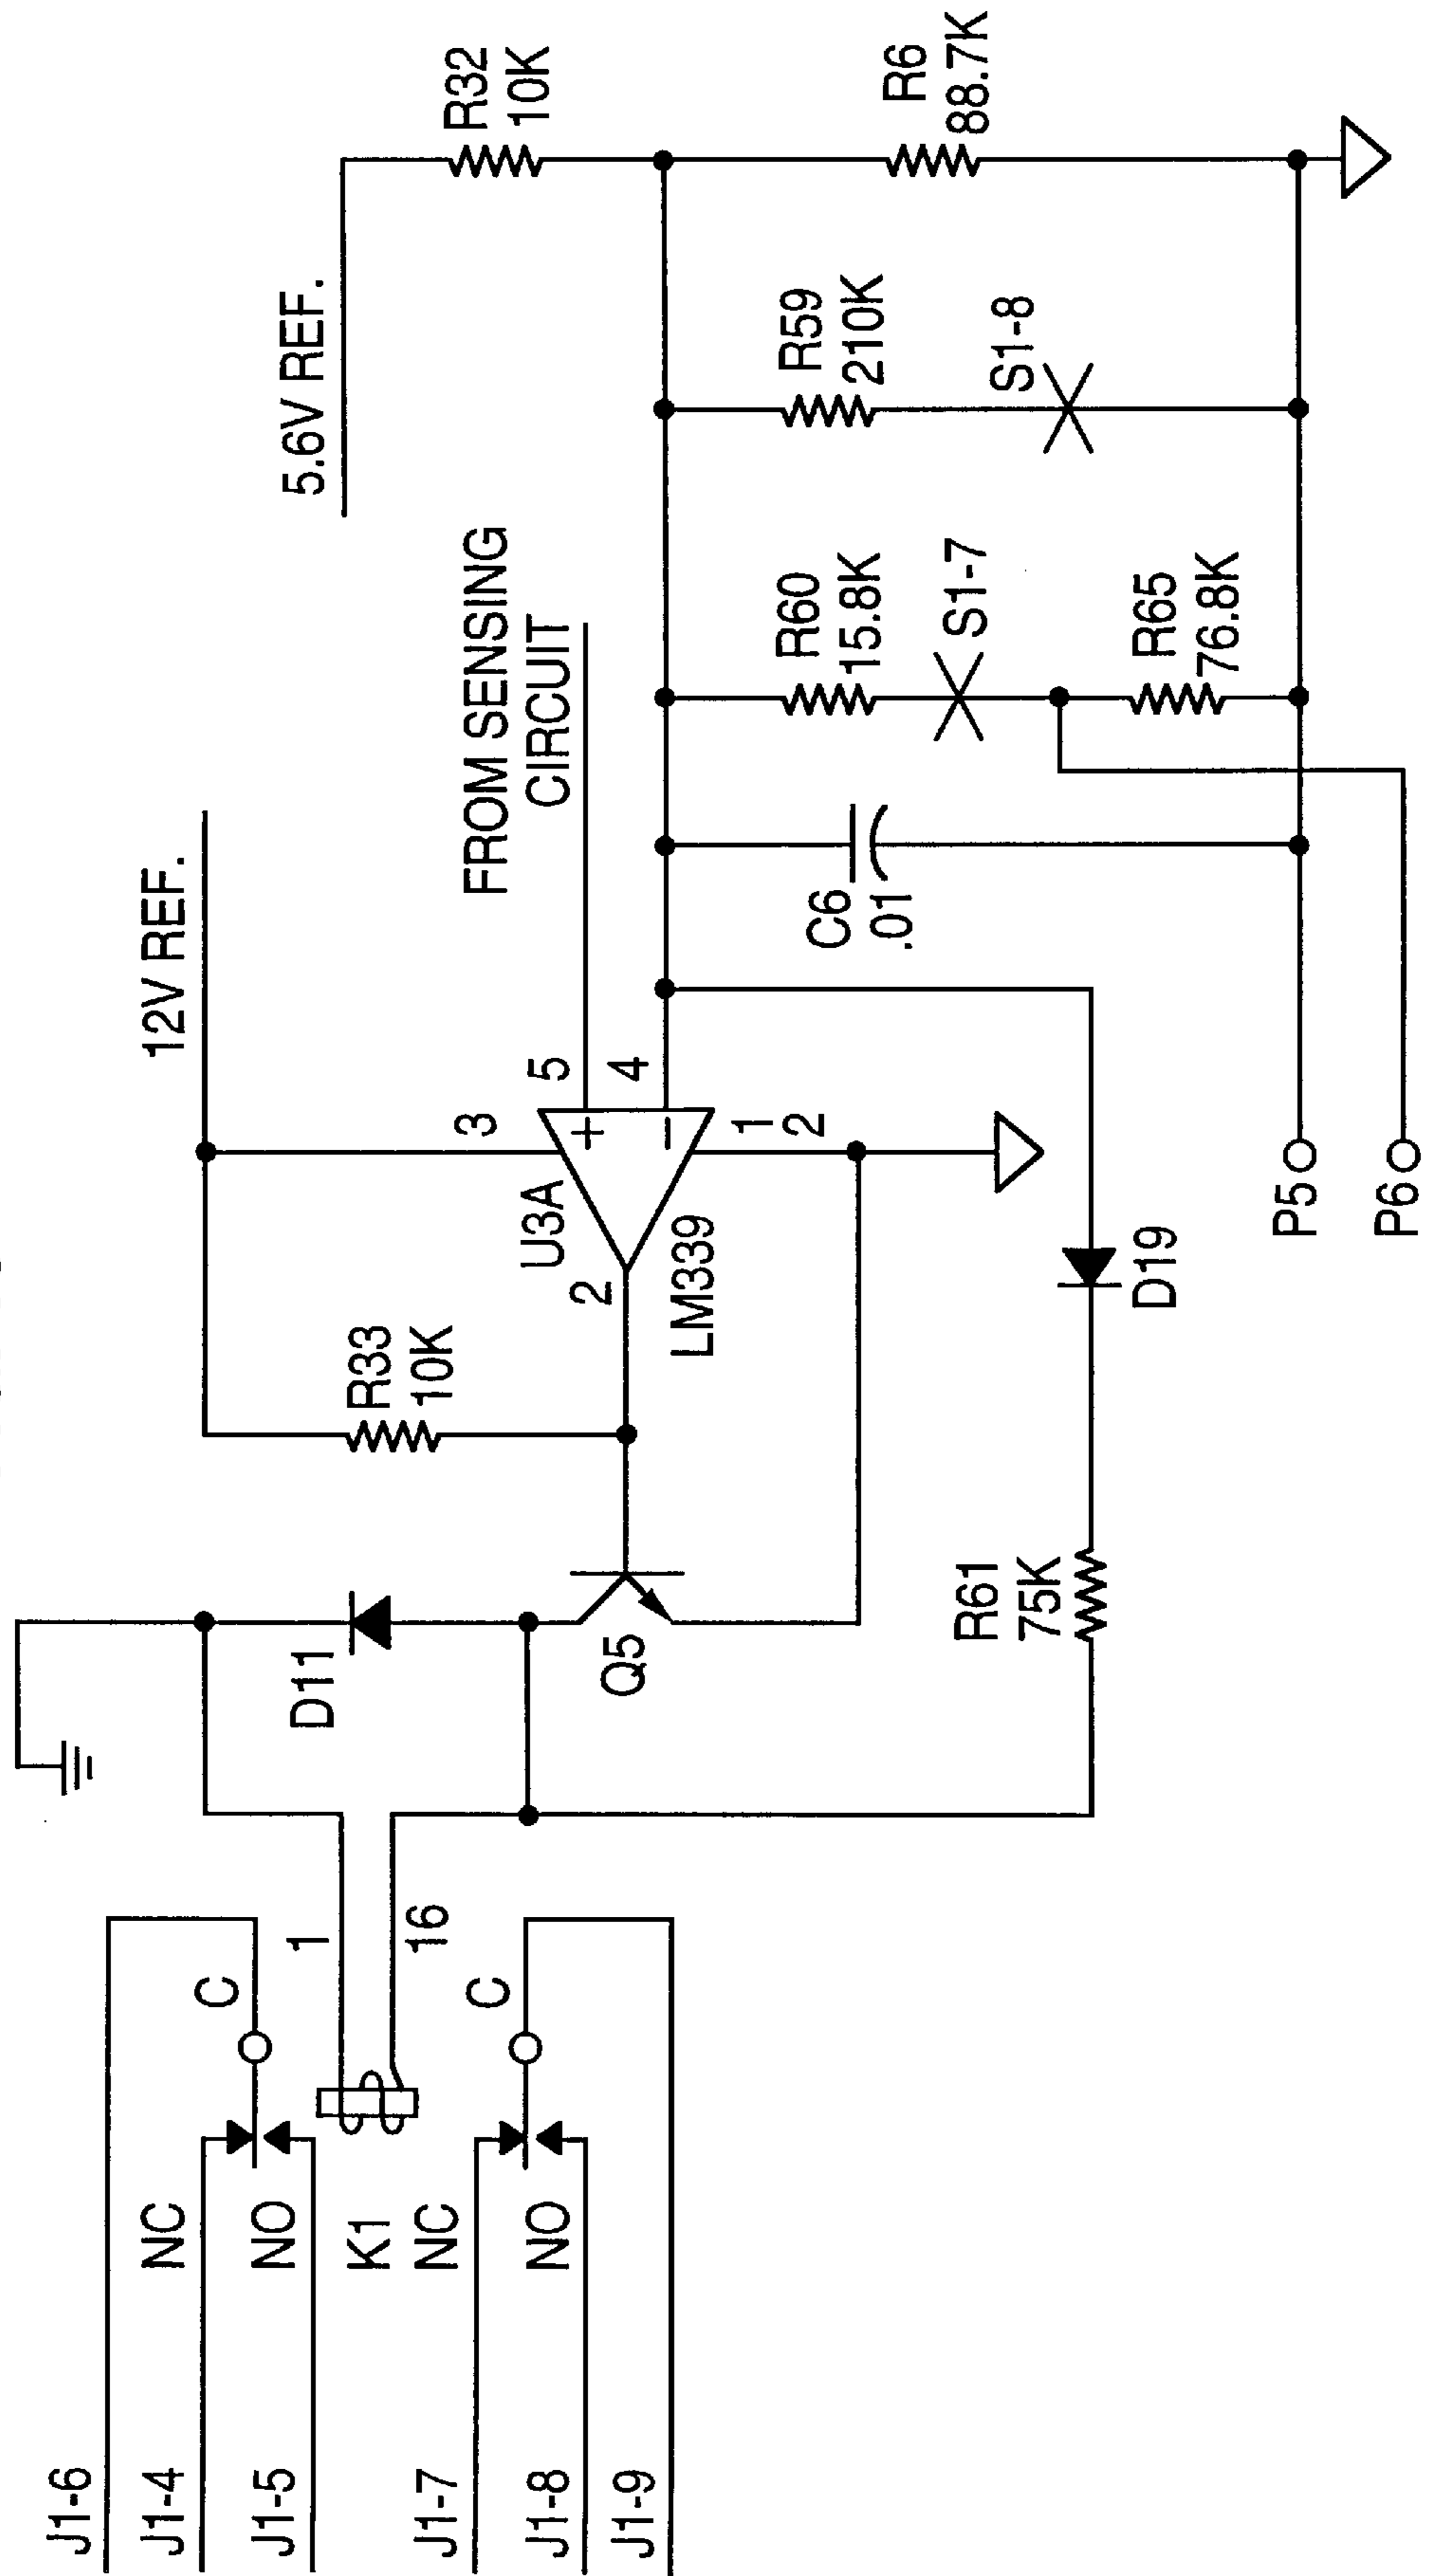 J1-6
J1-4
J1-5
J1-7
J1-8
J1-9
NC
NO
K1
NC
NO
C
C
1
16
D11
Q5
R61
75K
R33
10K
12V REF.
U3A
LM339
2
3
5
4
+
−
1
2
D19
P5
P6
FROM SENSING
CIRCUIT
C6
.01
R60
15.8K
S1-7
R65
76.8K
5.6V REF.
R59
210K
S1-8
R32
10K
R6
88.7K